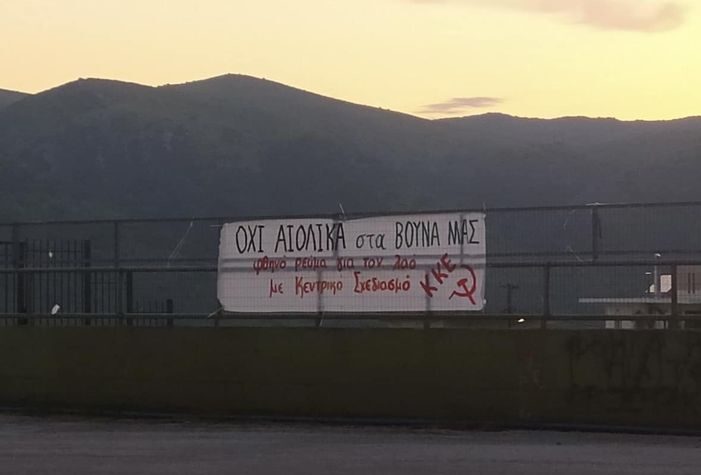 ΟΧΙ ΑΙΟΛΙΚΑ στα ΒΟΥΝΑ ΜΑΣ
φθηνό ρεύμα για τον λαό
με Κεντρικό Σχεδιασμό ΚΚΕ